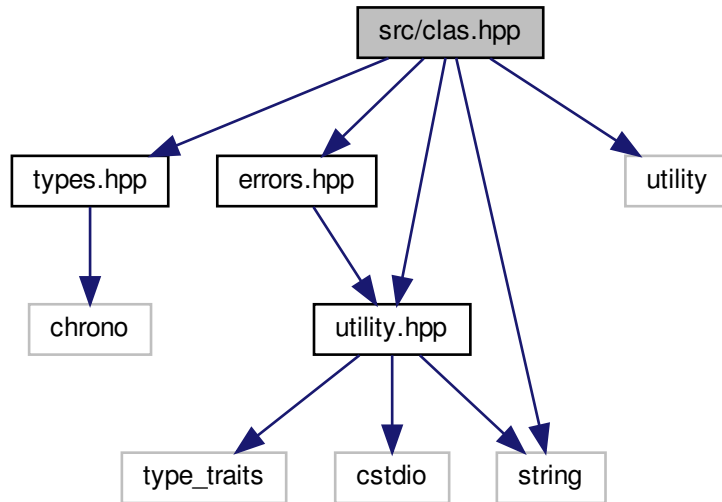 src/clas.hpp
types.hpp
errors.hpp
utility
chrono
utility.hpp
type_traits
cstdio
string